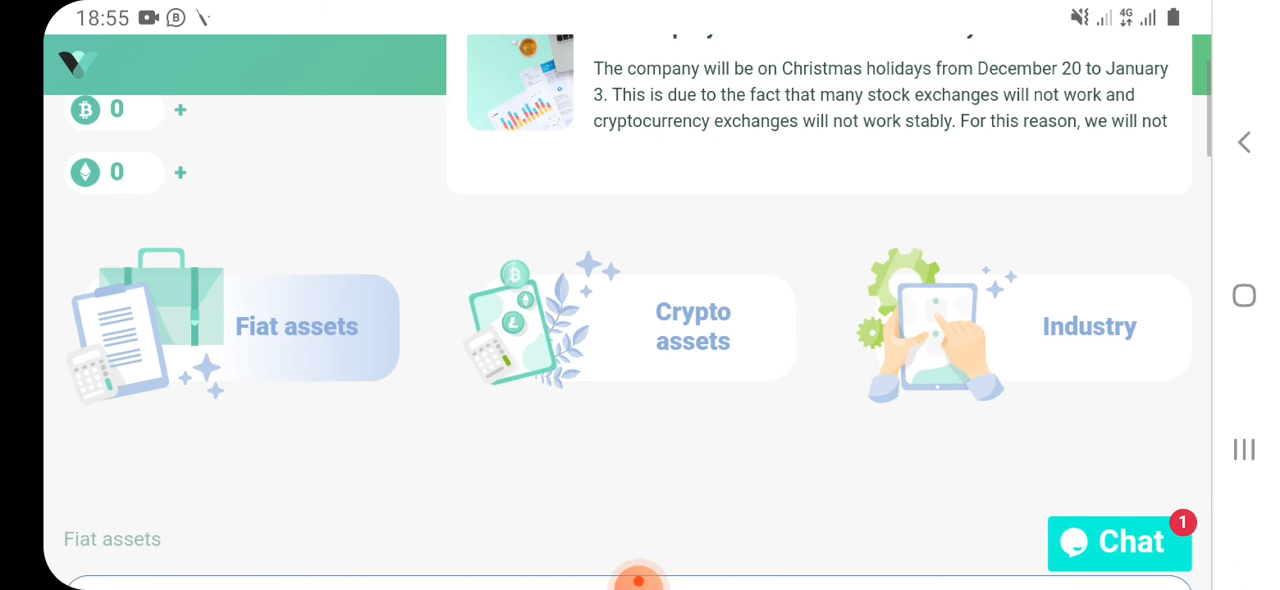 18:55
4G
The company will be on Christmas holidays from December 20 to January
3. This is due to the fact that many stock exchanges will not work and
cryptocurrency exchanges will not work stably. For this reason, we will not
0 +
0 +
Fiat assets
Crypto
assets
Industry
Fiat assets
Chat
1